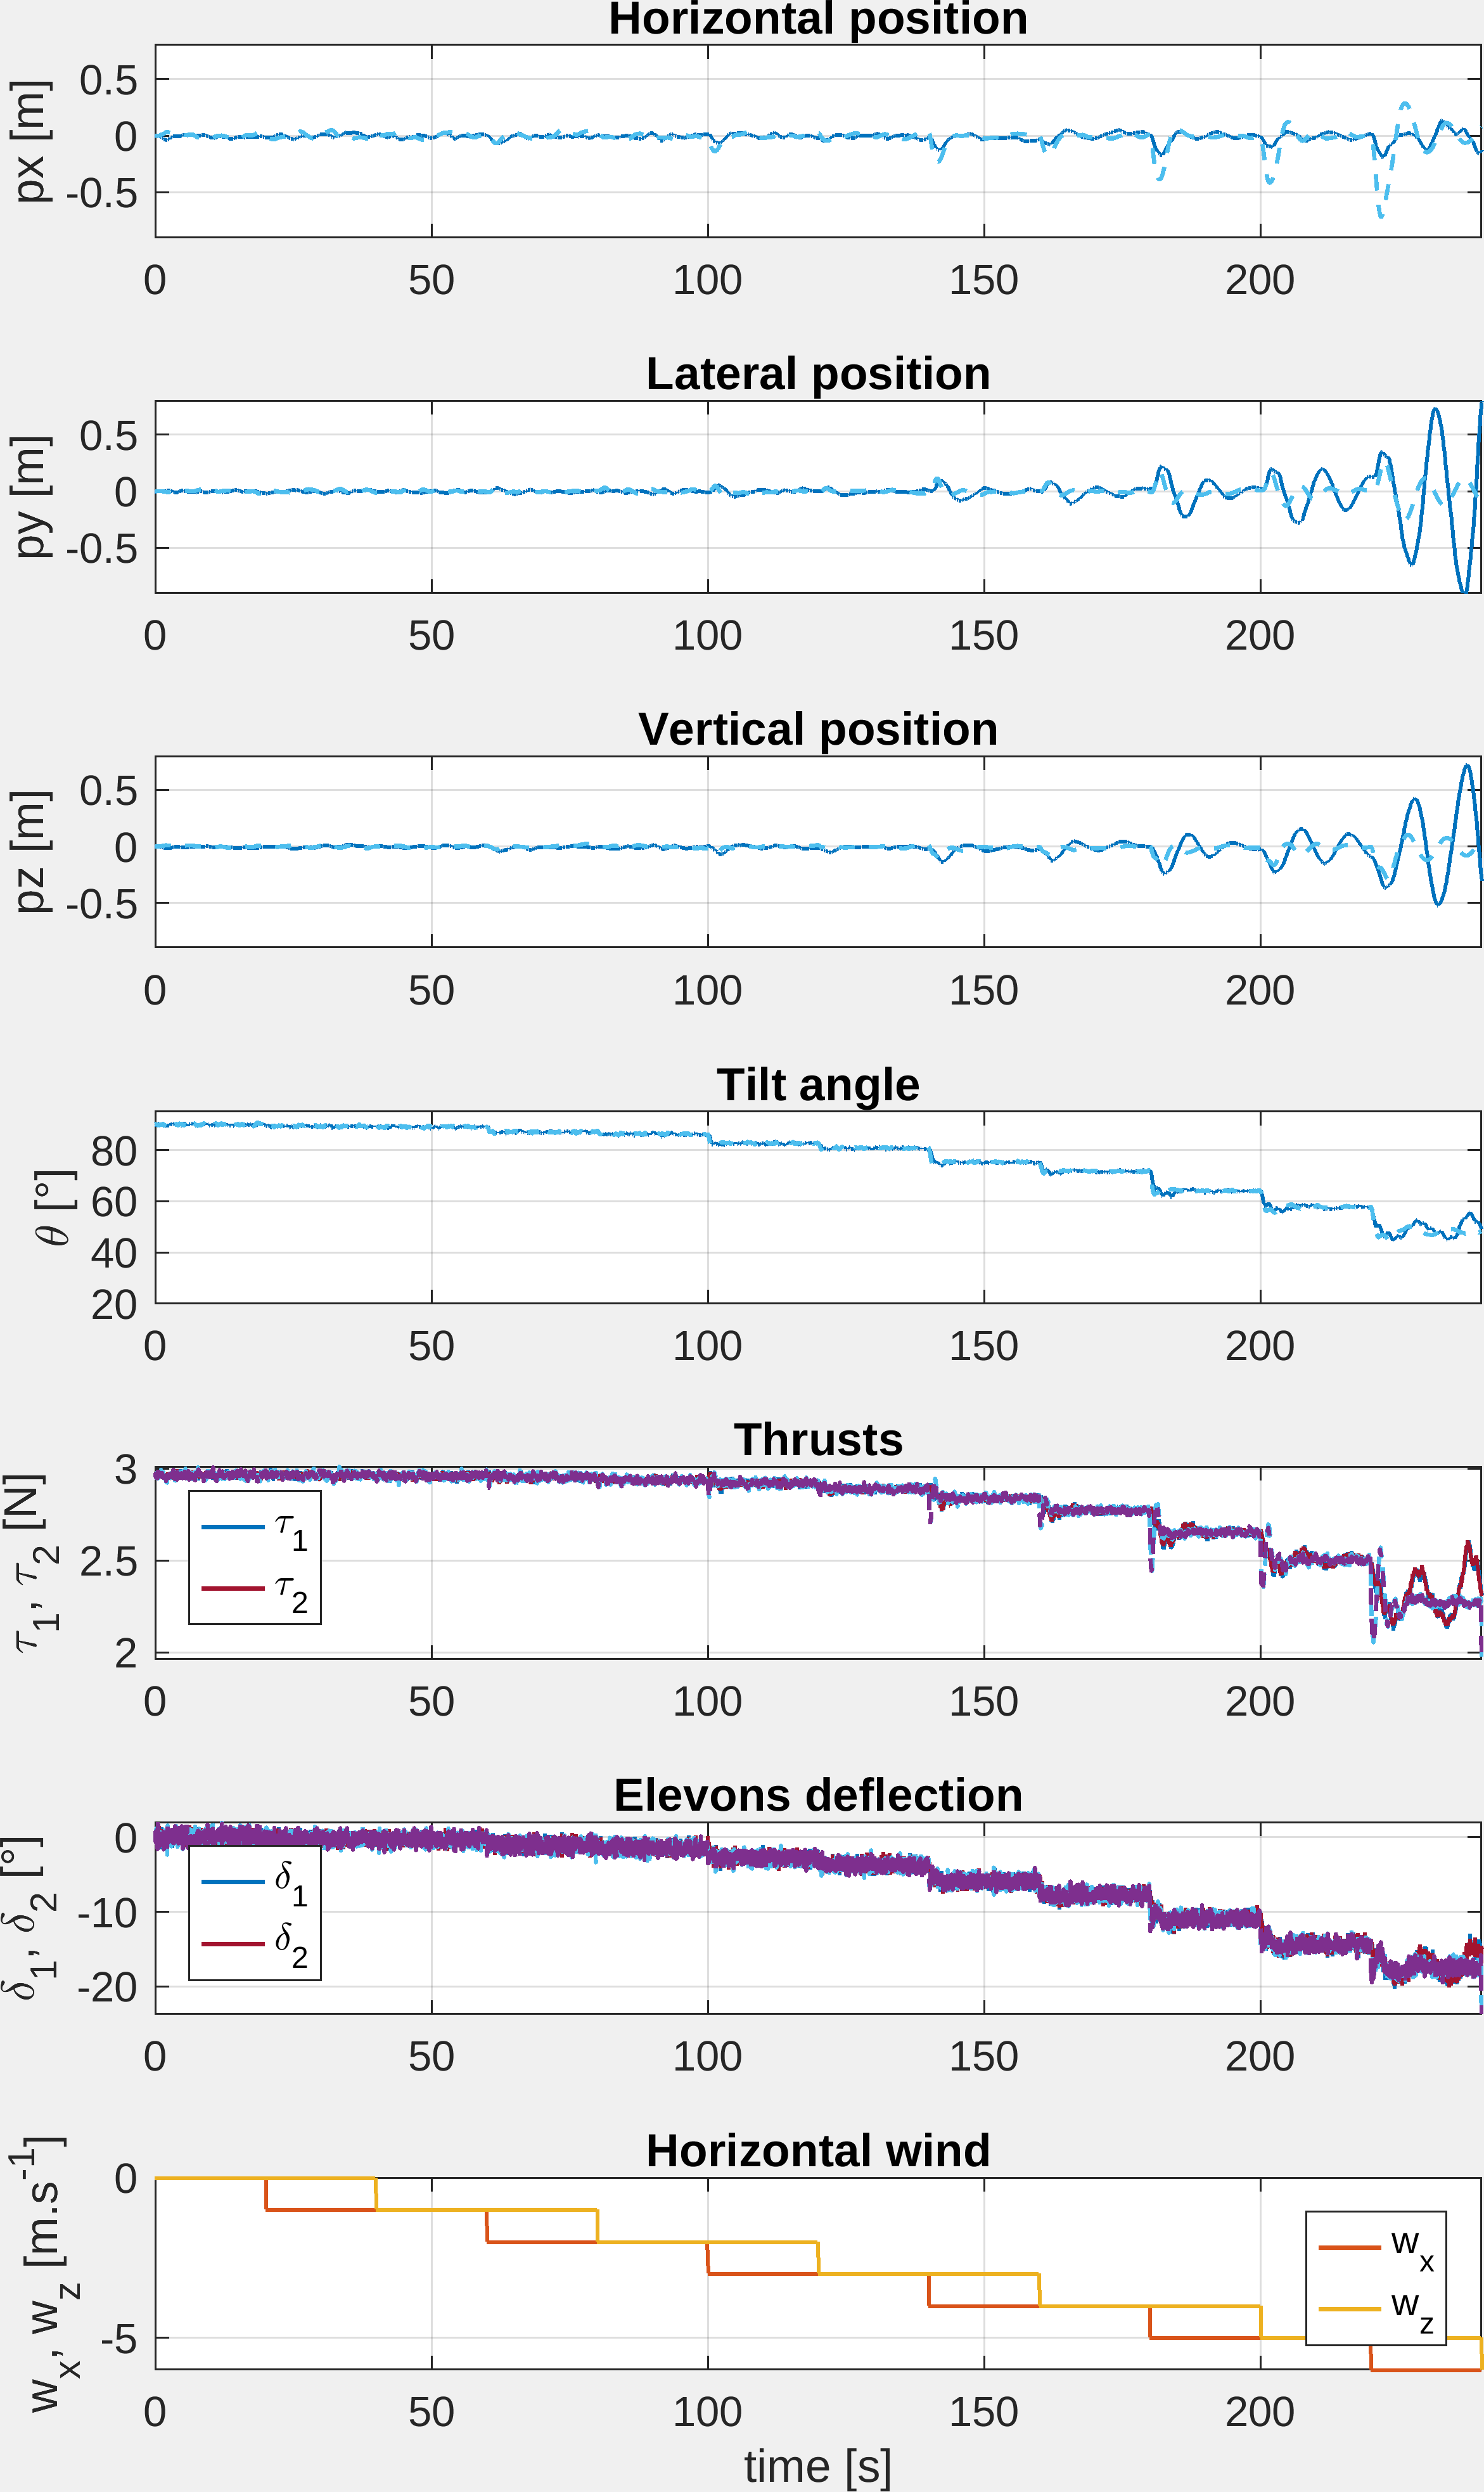 Horizontal position
px [m]
0.5
0
-0.5
0 50 100 150 200
Lateral position
py [m]
0.5
0
-0.5
0 50 100 150 200
Vertical position
pz [m]
0.5
0
-0.5
0 50 100 150 200
Tilt angle
θ [°]
80
60
40
20
0 50 100 150 200
Thrusts
τ1, τ2 [N]
3
2.5
2
τ1
τ2
0 50 100 150 200
Elevons deflection
δ1, δ2 [°]
0
-10
-20
δ1
δ2
0 50 100 150 200
Horizontal wind
wx, wz [m.s-1]
0
-5
wx
wz
0 50 100 150 200
time [s]